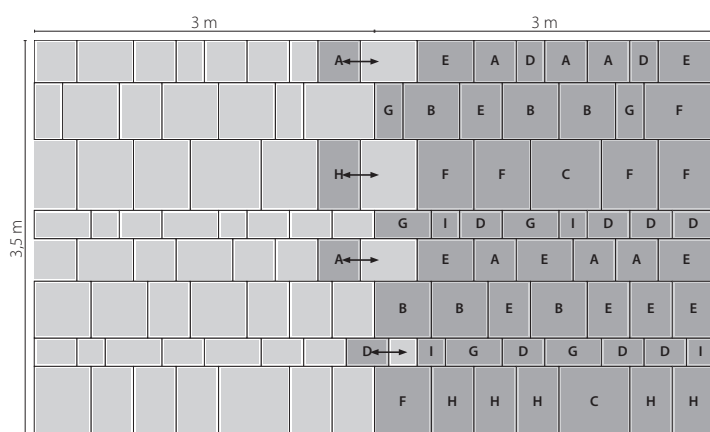 3 m 3 m
3,5 m
A E A D A A D E
G B E B B G F
H F F C F F
G I D G I D D D
A E A E A A E
B B E B E E E
D I G D G D D I
F H H H C H H